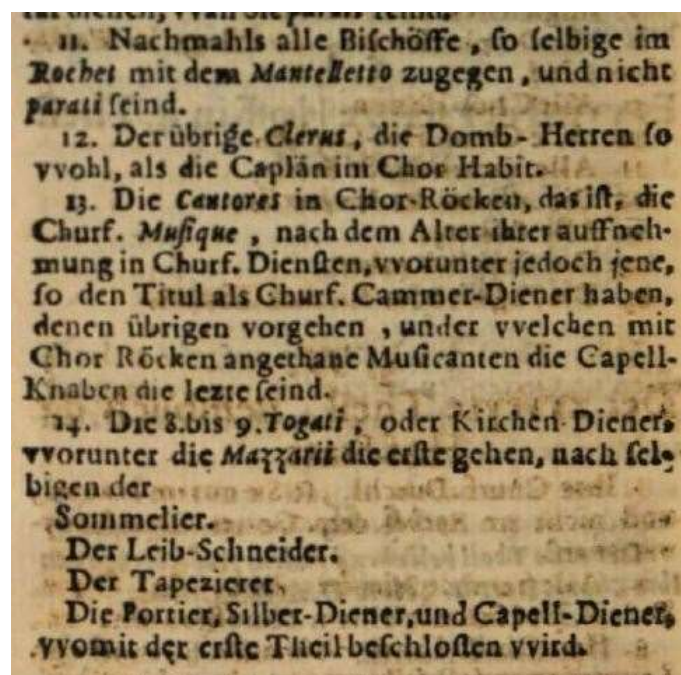 11. Nachmahls alle Biſchöffe, ſo ſelbige im
Rochet mit dem Mantelletto zugegen, und nicht
parati ſeind.
12. Der übrige Clerus, die Domb-Herren ſo
vvohl, als die Caplän im Chor Habit.
13. Die Cantores in Chor-Röcken, das iſt, die
Churf. Muſique, nach dem Alter ihrer auffneh-
mung in Churf. Dienſten, vvorunter jedoch jene,
ſo den Titul als Churf. Cammer-Diener haben,
denen übrigen vorgehen, under vvelchen mit
Chor Röcken angethane Muſicanten die Capell-
Knaben die lezte ſeind.
14. Die 8. bis 9. Togati, oder Kirchen Diener,
vvorunter die Mazzarii die erſte gehen, nach ſel-
bigen der
Sommelier.
Der Leib-Schneider.
Der Tapezierer.
Die Portier, Silber-Diener, und Capell-Diener,
vvomit der erſte Theil beſchloſſen vvird.